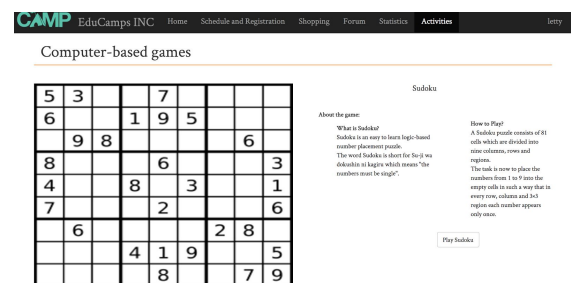 CAMP EduCamps INC Home Schedule and Registration Shopping Forum Statistics Activities letty
Computer-based games
5 3 7
6 1 9 5
9 8 6
8 6 3
4 8 3 1
7 2 6
6 2 8
4 1 9 5
8 7 9
Sudoku
About the game:
What is Sudoku?
Sudoku is an easy to learn logic-based
number placement puzzle.
The word Sudoku is short for Su-ji wa
dokushin ni kagiru which means "the
numbers must be single".
How to Play?
A Sudoku puzzle consists of 81
cells which are divided into
nine columns, rows and
regions.
The task is now to place the
numbers from 1 to 9 into the
empty cells in such a way that in
every row, column and 3×3
region each number appears
only once.
Play Sudoku